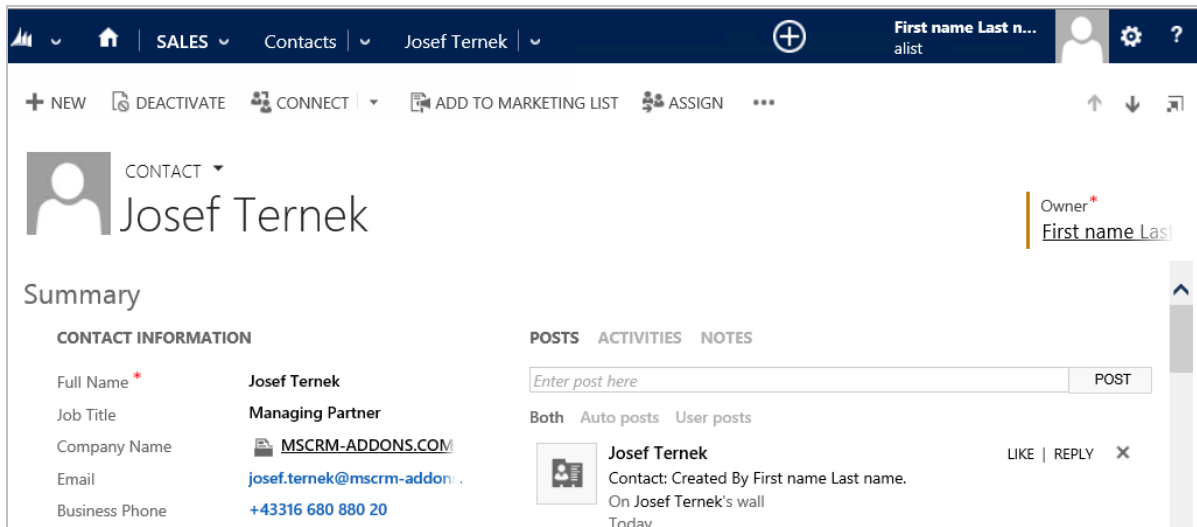 SALES Contacts Josef Ternek First name Last n... ?
alist
NEW DEACTIVATE CONNECT ADD TO MARKETING LIST ASSIGN ...
CONTACT
Josef Ternek
Owner*
First name Last
Summary
CONTACT INFORMATION
Full Name * Josef Ternek
Job Title Managing Partner
Company Name MSCRM-ADDONS.COM
Email josef.ternek@mscrm-addon.
Business Phone +43316 680 880 20
POSTS ACTIVITIES NOTES
Enter post here POST
Both Auto posts User posts
Josef Ternek LIKE | REPLY X
Contact: Created By First name Last name.
On Josef Ternek's wall
Today